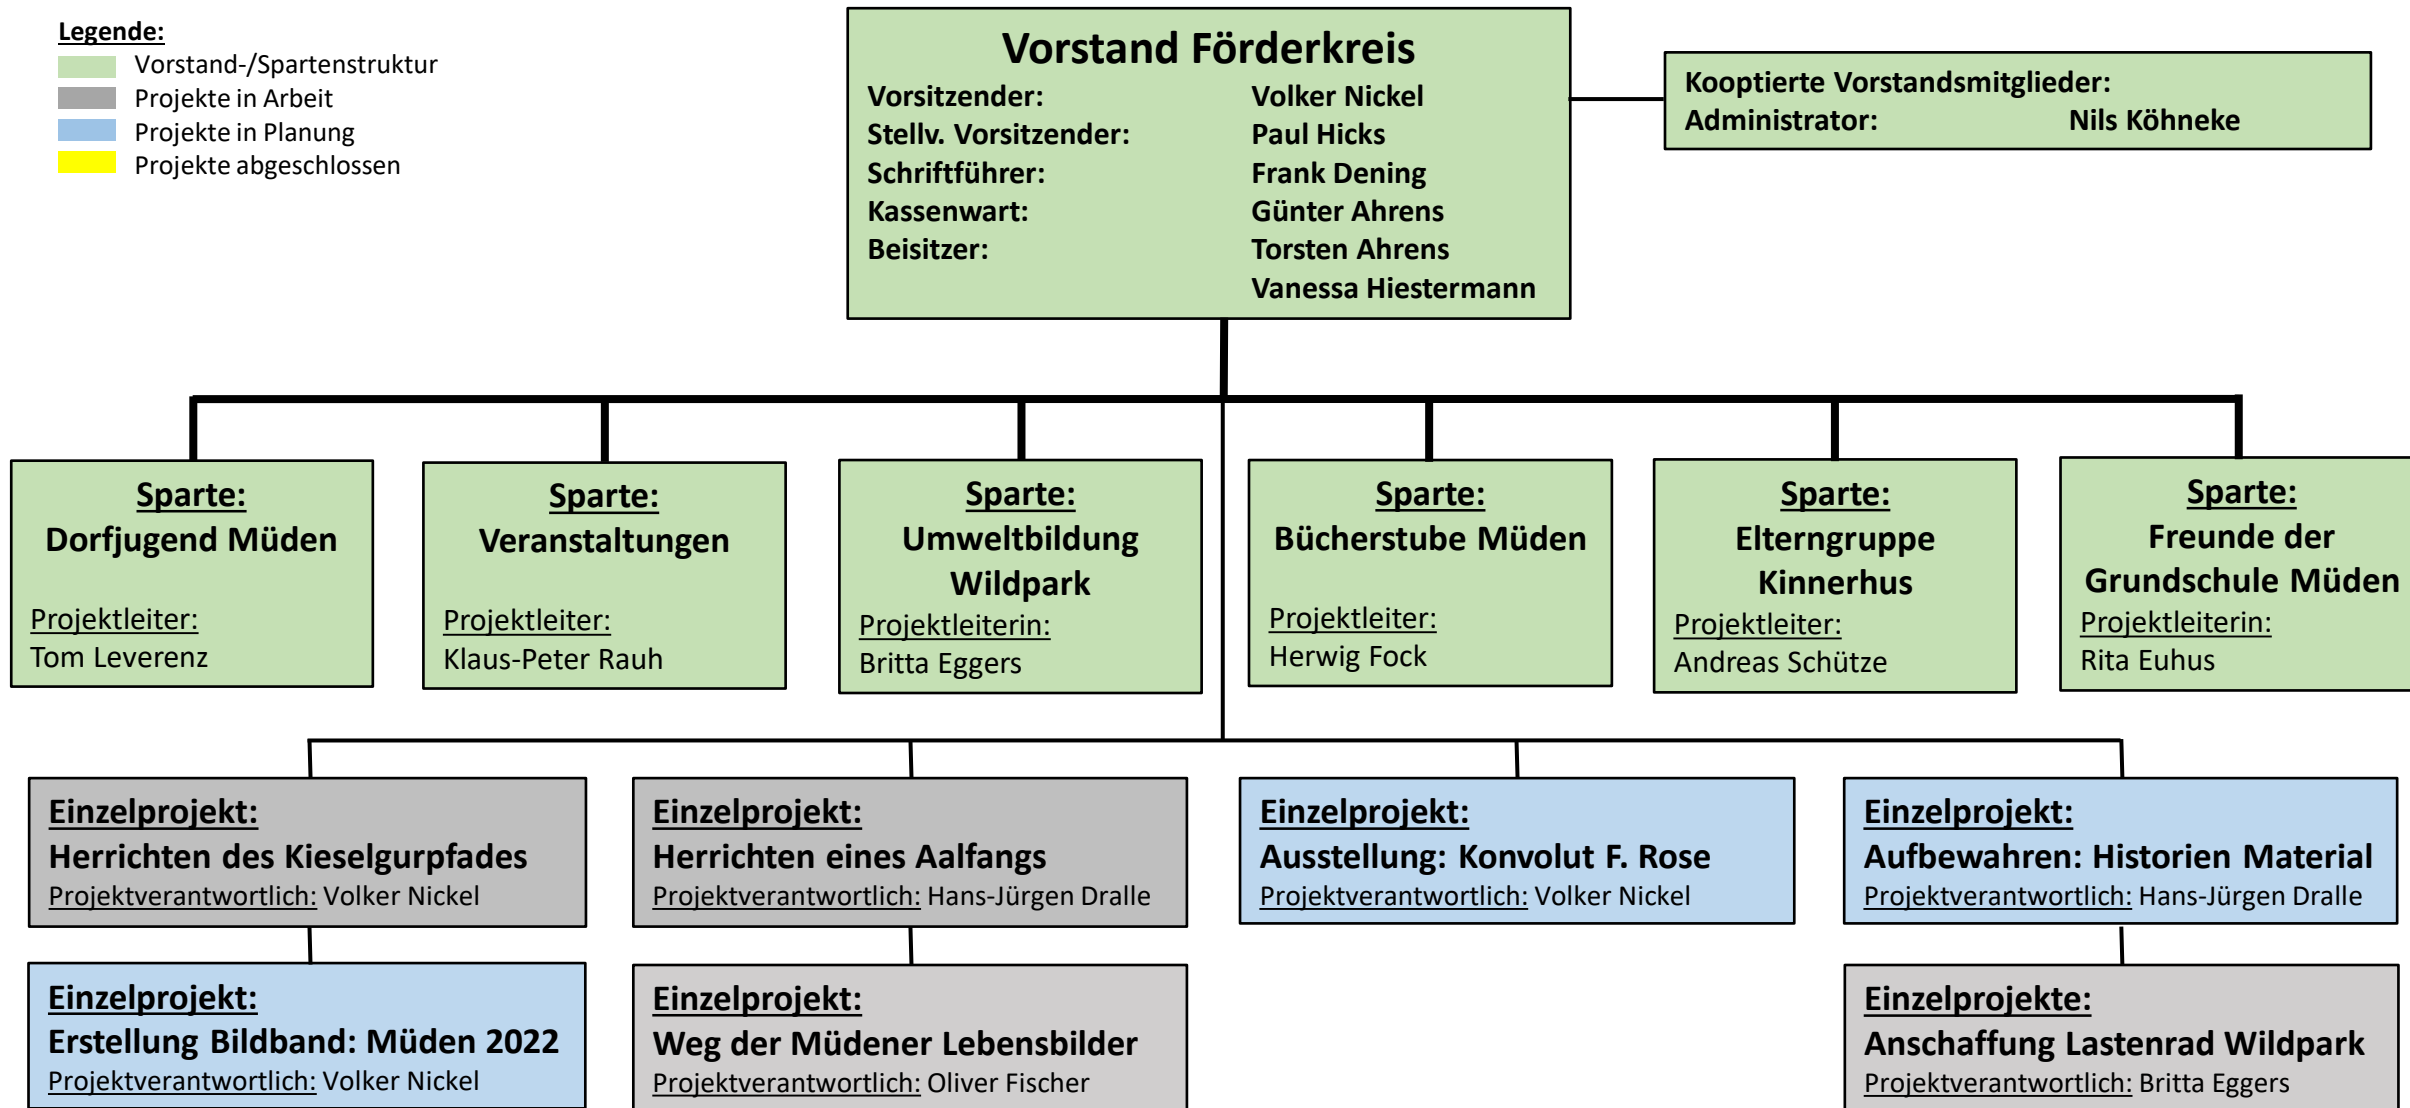 Legende:
Vorstand-/Spartenstruktur
Projekte in Arbeit
Projekte in Planung
Projekte abgeschlossen
Vorstand Förderkreis
Vorsitzender: Volker Nickel
Stellv. Vorsitzender: Paul Hicks
Schriftführer: Frank Dening
Kassenwart: Günter Ahrens
Beisitzer: Torsten Ahrens
Vanessa Hiestermann
Kooptierte Vorstandsmitglieder:
Administrator: Nils Köhneke
Sparte:
Dorfjugend Müden
Projektleiter:
Tom Leverenz
Sparte:
Veranstaltungen
Projektleiter:
Klaus-Peter Rauh
Sparte:
Umweltbildung
Wildpark
Projektleiterin:
Britta Eggers
Sparte:
Bücherstube Müden
Projektleiter:
Herwig Fock
Sparte:
Elterngruppe
Kinnerhus
Projektleiter:
Andreas Schütze
Sparte:
Freunde der
Grundschule Müden
Projektleiterin:
Rita Euhus
Einzelprojekt:
Herrichten des Kieselgurpfades
Projektverantwortlich: Volker Nickel
Einzelprojekt:
Herrichten eines Aalfangs
Projektverantwortlich: Hans-Jürgen Dralle
Einzelprojekt:
Ausstellung: Konvolut F. Rose
Projektverantwortlich: Volker Nickel
Einzelprojekt:
Aufbewahren: Historien Material
Projektverantwortlich: Hans-Jürgen Dralle
Einzelprojekt:
Erstellung Bildband: Müden 2022
Projektverantwortlich: Volker Nickel
Einzelprojekt:
Weg der Müdener Lebensbilder
Projektverantwortlich: Oliver Fischer
Einzelprojekte:
Anschaffung Lastenrad Wildpark
Projektverantwortlich: Britta Eggers